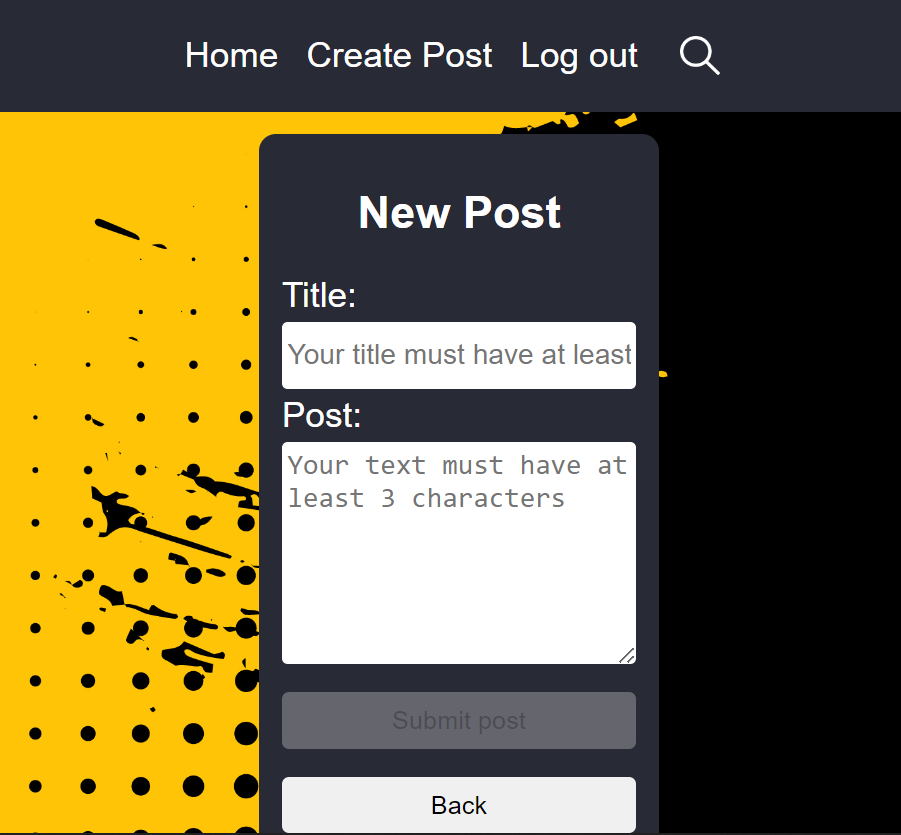 Home Create Post Log out
New Post
Title:
Your title must have at least
Post:
Your text must have at
least 3 characters
Submit post
Back